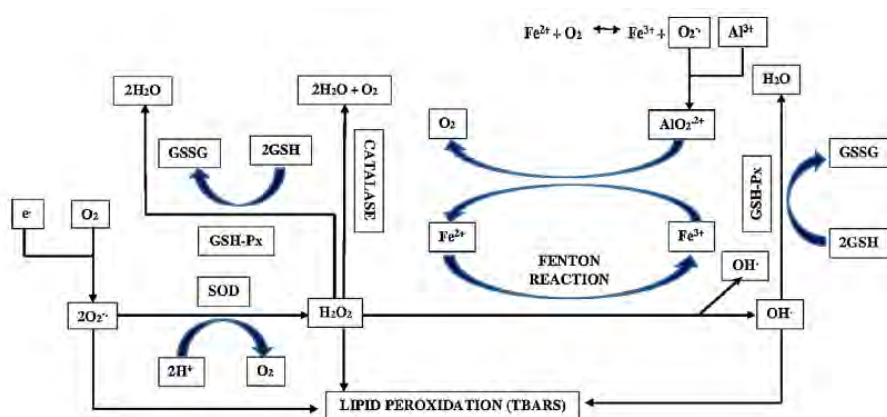 Fe²⁺ + O₂ ↔ Fe³⁺ + O₂⁻· Al³⁺
2H₂O 2H₂O + O₂ H₂O
O₂ AlO₂·²⁺
GSSG 2GSH CATALASE GSH-Px GSSG
e⁻ O₂ GSH-Px Fe²⁺ Fe³⁺ 2GSH
FENTON
REACTION
OH·
SOD
2O₂⁻· H₂O₂ OH·
2H⁺ O₂
LIPID PEROXIDATION (TBARS)